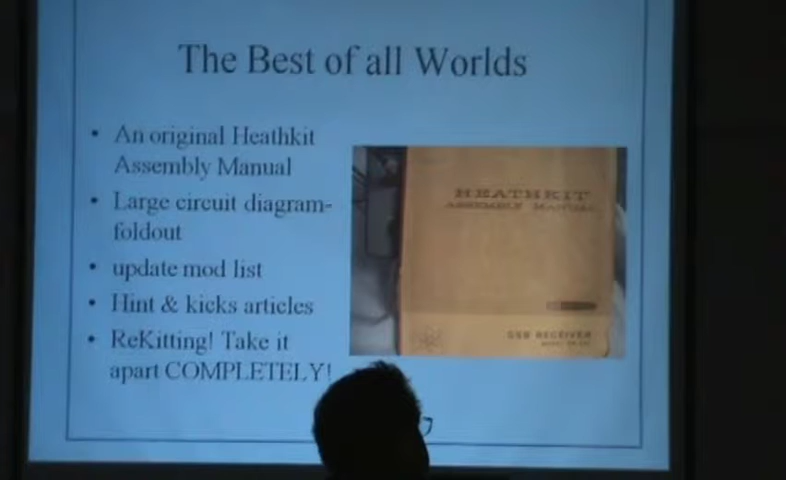 The Best of all Worlds
• An original Heathkit
Assembly Manual
• Large circuit diagram-
foldout
• update mod list
• Hint & kicks articles
• ReKitting! Take it
apart COMPLETELY!
HEATHKIT
ASSEMBLY MANUAL
SSB RECEIVER